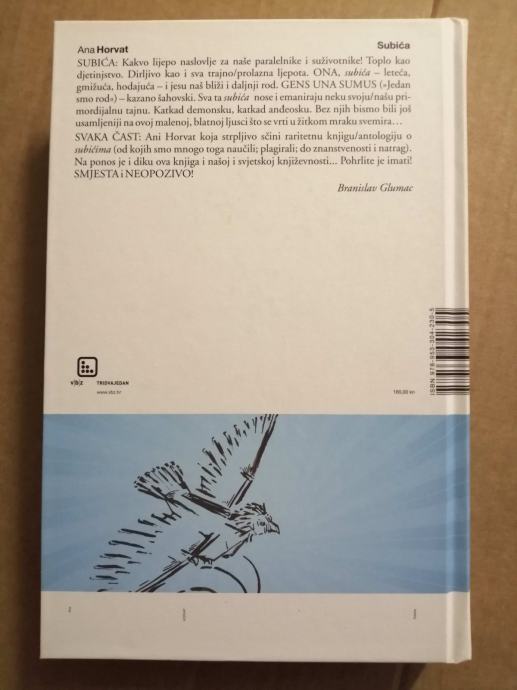 Ana Horvat
Subića
SUBIĆA: Kakvo lijepo naslovlje za naše paralelnike i suživotnike! Toplo kao
djetinjstvo. Dirljivo kao i sva trajno/prolazna ljepota. ONA, subića – leteća,
gmižuća, hodajuća – i jesu naš bliži i daljnji rod. GENS UNA SUMUS (»Jedan
smo rod«) – kazano šahovski. Sva ta subića nose i emaniraju neku svoju/našu pri-
mordijalnu tajnu. Katkad demonsku, katkad anđeosku. Bez njih bismo bili još
usamljeniji na ovoj malenoj, blatnoj ljusci što se vrti u žirkom mraku svemira…
SVAKA ČAST: Ani Horvat koja strpljivo sčini raritetnu knjigu/antologiju o
subićima (od kojih smo mnogo toga naučili; plagirali; do znanstvenosti i natrag).
Na ponos je i diku ova knjiga i našoj i svjetskoj književnosti... Pohrlite je imati!
SMJESTA i NEOPOZIVO!
Branislav Glumac
ISBN 978-953-304-230-5
v|b|z
TRIDVAJEDAN
www.vbz.hr
160,00 kn